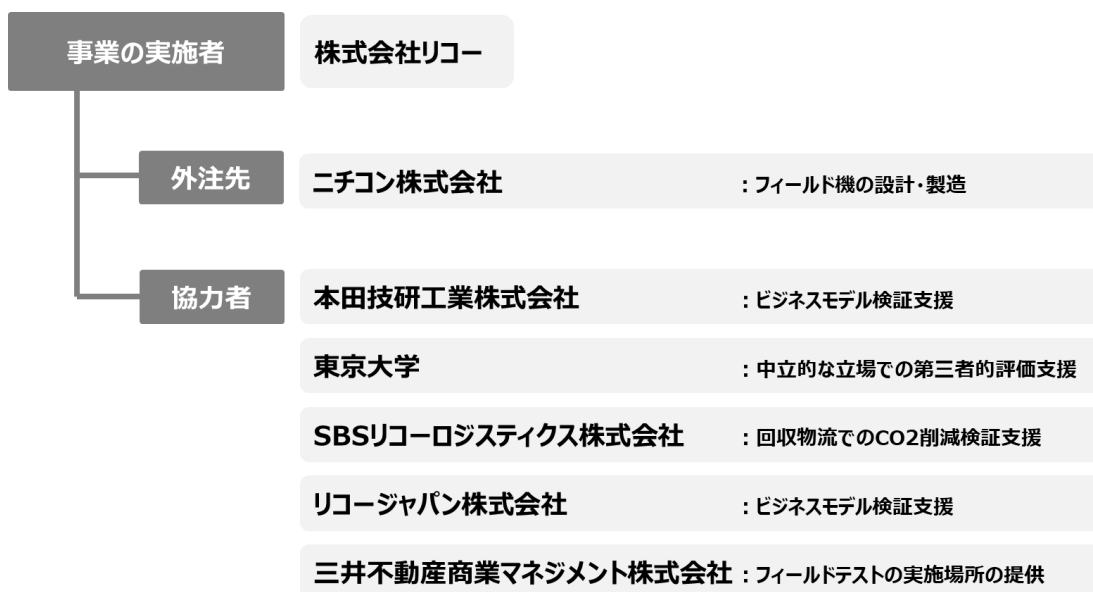 事業の実施者 株式会社リコー
外注先 ニチコン株式会社 :フィールド機の設計・製造
協力者 本田技研工業株式会社 :ビジネスモデル検証支援
東京大学 :中立的な立場での第三者的評価支援
SBSリコーロジスティクス株式会社 :回収物流でのCO2削減検証支援
リコージャパン株式会社 :ビジネスモデル検証支援
三井不動産商業マネジメント株式会社 :フィールドテストの実施場所の提供